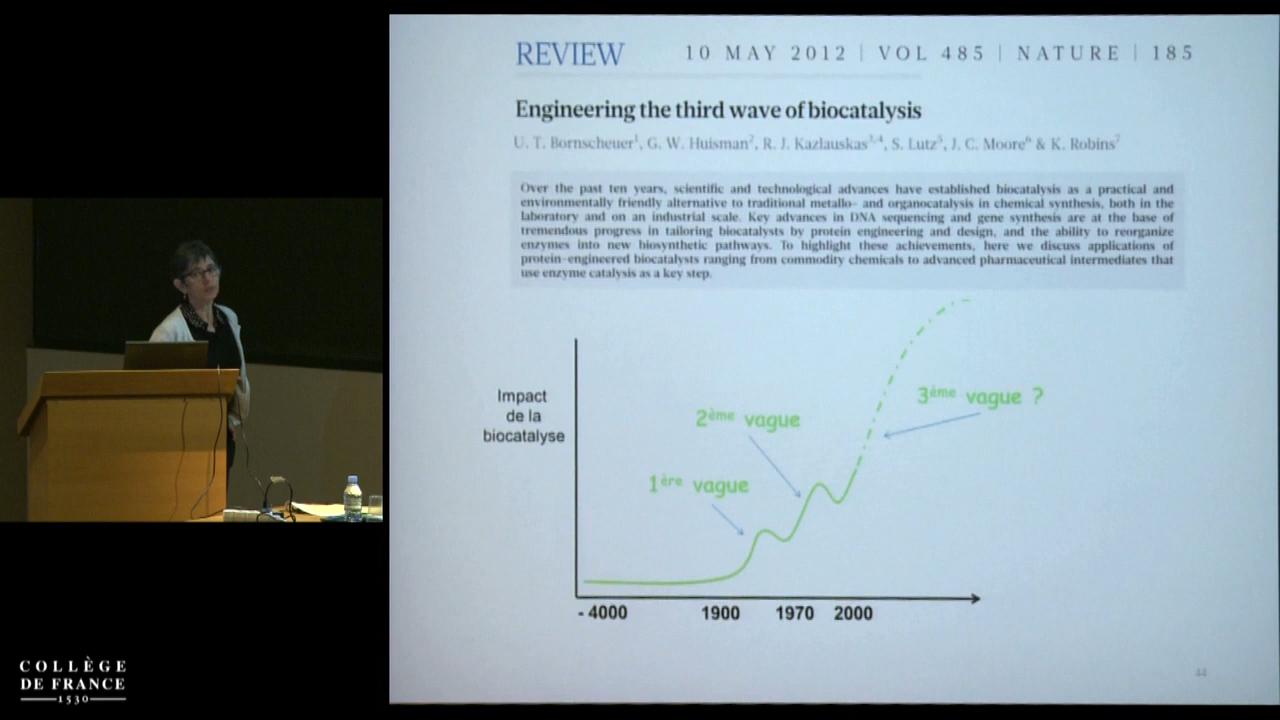 REVIEW 10 MAY 2012 | VOL 485 | NATURE | 185
Engineering the third wave of biocatalysis
U. T. Bornscheuer¹, G. W. Huisman², R. J. Kazlauskas³,⁴, S. Lutz⁵, J. C. Moore⁶ & K. Robins⁷
Over the past ten years, scientific and technological advances have established biocatalysis as a practical and
environmentally friendly alternative to traditional metallo- and organocatalysis in chemical synthesis, both in the
laboratory and on an industrial scale. Key advances in DNA sequencing and gene synthesis are at the base of
tremendous progress in tailoring biocatalysts by protein engineering and design, and the ability to reorganize
enzymes into new biosynthetic pathways. To highlight these achievements, here we discuss applications of
protein-engineered biocatalysts ranging from commodity chemicals to advanced pharmaceutical intermediates that
use enzyme catalysis as a key step.
Impact
de la
biocatalyse
1ère vague
2ème vague
3ème vague ?
- 4000 1900 1970 2000
44
COLLÈGE
DE FRANCE
1530